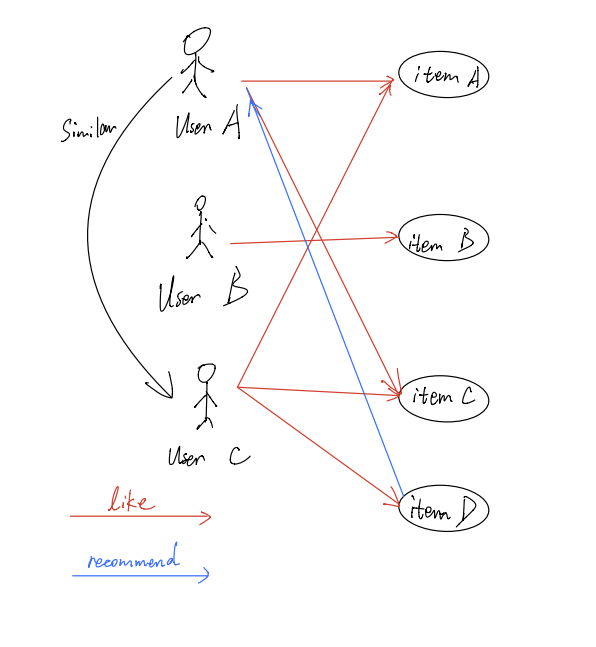 item A
Similar
User A
item B
User B
item C
User C
like
item D
recommend